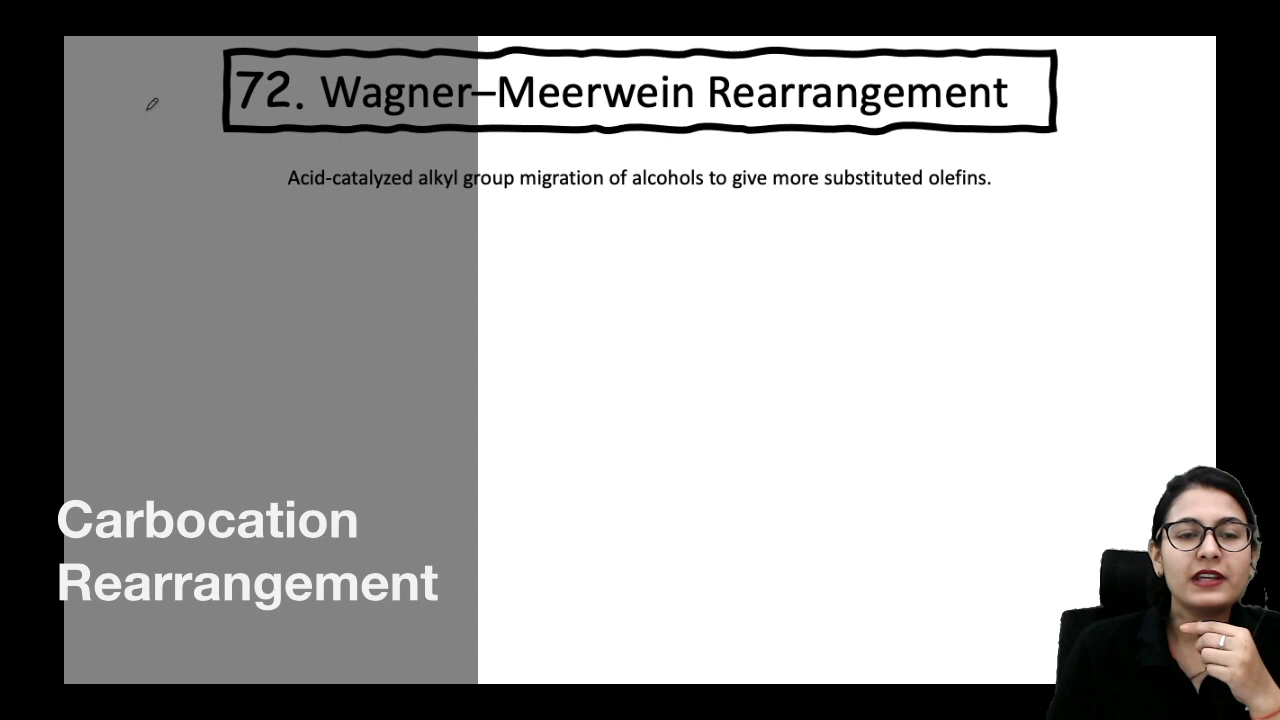 72. Wagner–Meerwein Rearrangement
Acid-catalyzed alkyl group migration of alcohols to give more substituted olefins.
Carbocation
Rearrangement